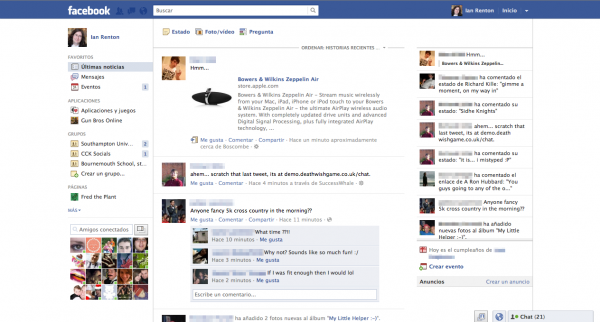 facebook
Buscar
Ian Renton
Inicio
Ian Renton
FAVORITOS
Últimas noticias
Mensajes
Eventos 1
APLICACIONES
Aplicaciones y juegos
Gun Bros Online
GRUPOS
Southampton Univ... 2
CCX Socials 1
Bournemouth School, st...
Crear un grupo...
PÁGINAS
Fred the Plant
MÁS
Amigos conectados
Estado Foto/vídeo Pregunta
ORDENAR: HISTORIAS RECIENTES
Hmm...
Bowers & Wilkins Zeppelin Air
store.apple.com
Bowers & Wilkins Zeppelin Air – Stream music wirelessly
from your Mac, iPad, iPhone or iPod touch to your Bowers
& Wilkins Zeppelin Air – the ultimate AirPlay wireless audio
system. With completely updated drive units and advanced
Digital Signal Processing, plus fully integrated AirPlay
technology, ...
Me gusta · Comentar · Compartir · Hace un minuto aproximadamente
cerca de Boscombe ·
ahem... scratch that last tweet, its at demo.deathwishgame.co.uk/chat.
Me gusta · Comentar · Hace 4 minutos a través de SuccessWhale ·
Anyone fancy 5k cross country in the morning??
Me gusta · Comentar · Compartir · Hace 11 minutos ·
What time ??!!
Hace 10 minutos · Me gusta
Why not? Sounds like so much fun! :/
Hace 3 minutos · Me gusta
If I was fit enough then I would lol
Hace 2 minutos · Me gusta
Escribe un comentario...
ha añadido 2 fotos nuevas al álbum "My Little Helper :~)".
Hmm...
Bowers & Wilkins Zeppelin Air
ha comentado el
estado de Richard Kille: "gimme a
moment, on my way in"
ha comentado su
estado: "Sidhe Knights"
ahem... scratch that
last tweet, its at demo.death
wishgame.co.uk/chat.
ha comentado su
estado: "it is... i mistyped :P"
ha comentado el
enlace de A Ron Hubbard: "You
guys going to any of the o...
Anyone fancy
5k cross country in the morning??
ha añadido
nuevas fotos al álbum "My Little
Helper :~)".
Hoy es el cumpleaños de
Crear evento
Anuncios Crear un anuncio
Chat (21)